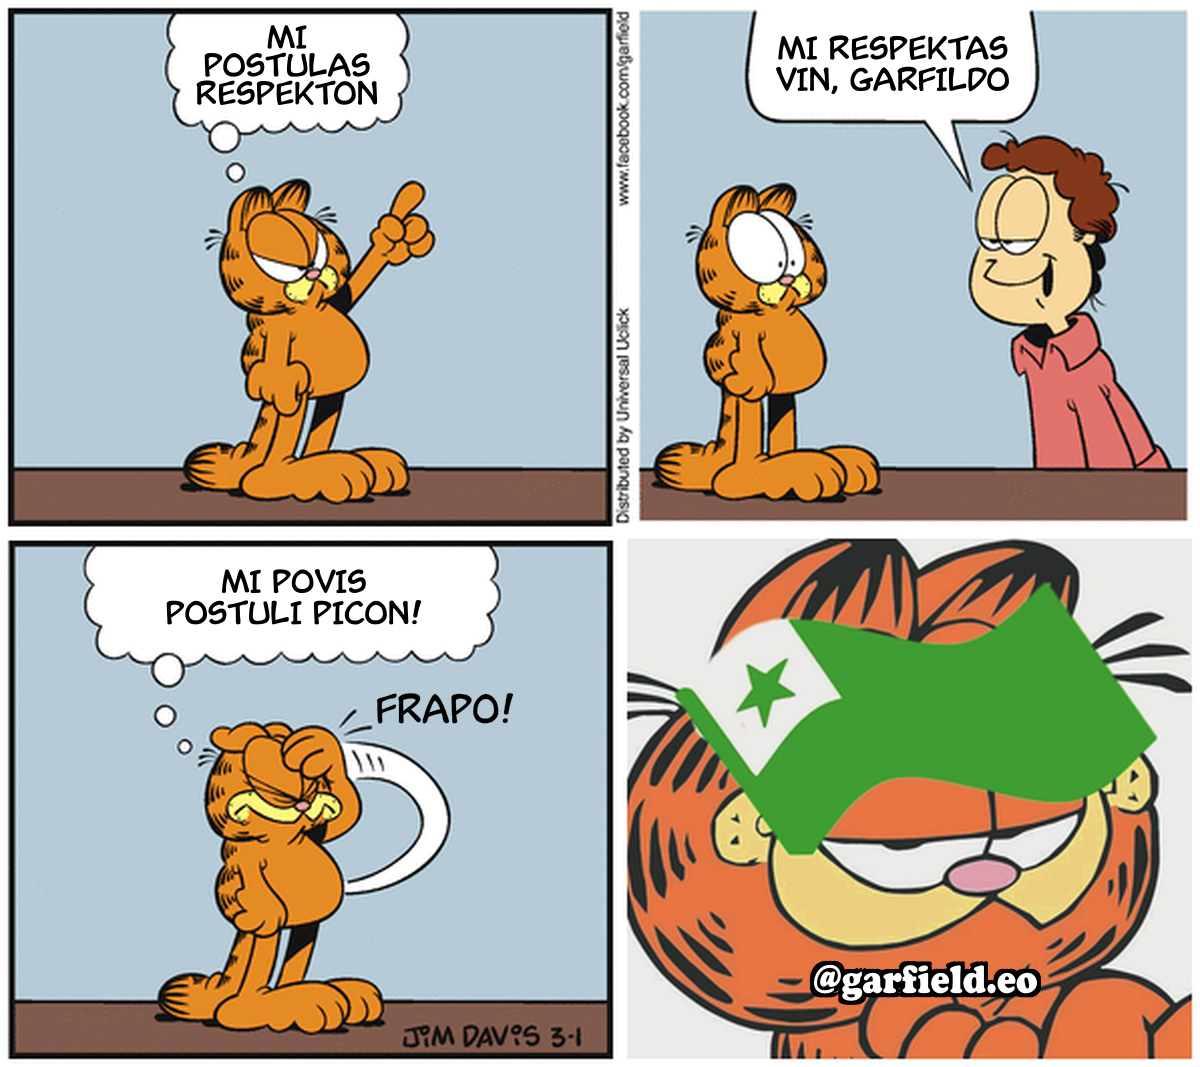 MI
POSTULAS
RESPEKTON
www.facebook.com/garfield
Distributed by Universal Uclick
MI RESPEKTAS
VIN, GARFILDO
MI POVIS
POSTULI PICON!
FRAPO!
JIM DAVIS 3-1
@garfield.eo